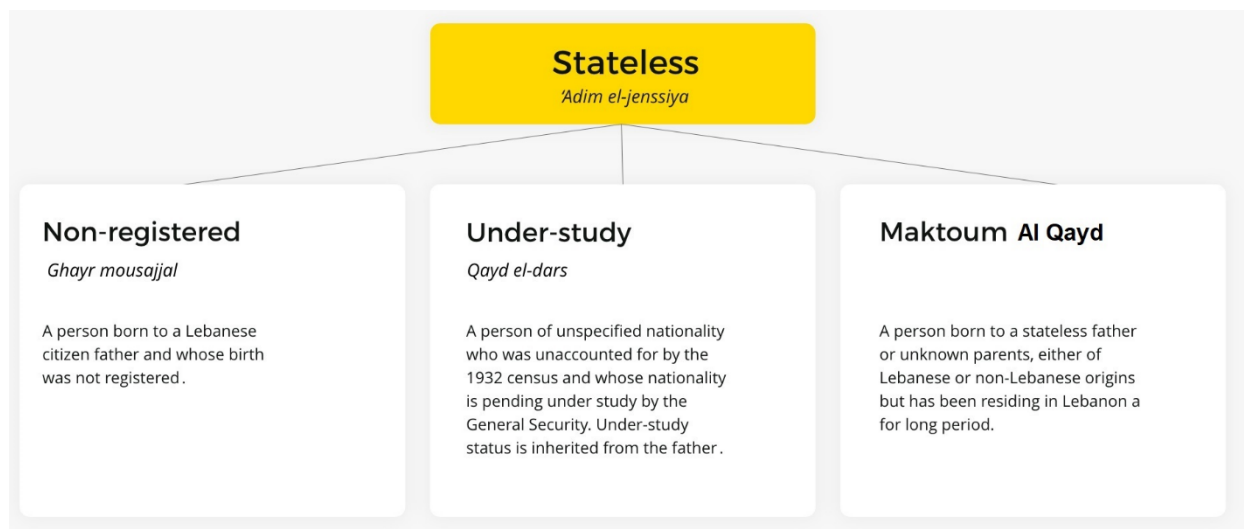 Stateless
‘Adim el-jenssiya
Non-registered
Ghayr mousajjal
A person born to a Lebanese
citizen father and whose birth
was not registered.
Under-study
Qayd el-dars
A person of unspecified nationality
who was unaccounted for by the
1932 census and whose nationality
is pending under study by the
General Security. Under-study
status is inherited from the father.
Maktoum Al Qayd
A person born to a stateless father
or unknown parents, either of
Lebanese or non-Lebanese origins
but has been residing in Lebanon a
for long period.